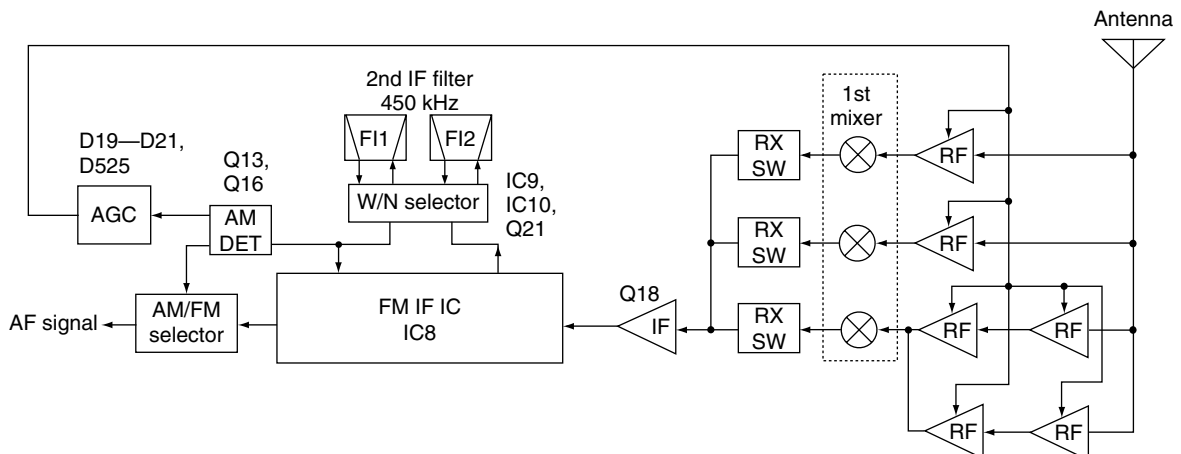 Antenna
2nd IF filter
450 kHz
1st
mixer
D19—D21,
D525
Q13,
Q16
FI1
FI2
RX
SW
RF
AGC
AM
DET
W/N selector
IC9,
IC10,
Q21
RX
SW
RF
AF signal
AM/FM
selector
FM IF IC
IC8
Q18
IF
RX
SW
RF
RF
RF
RF